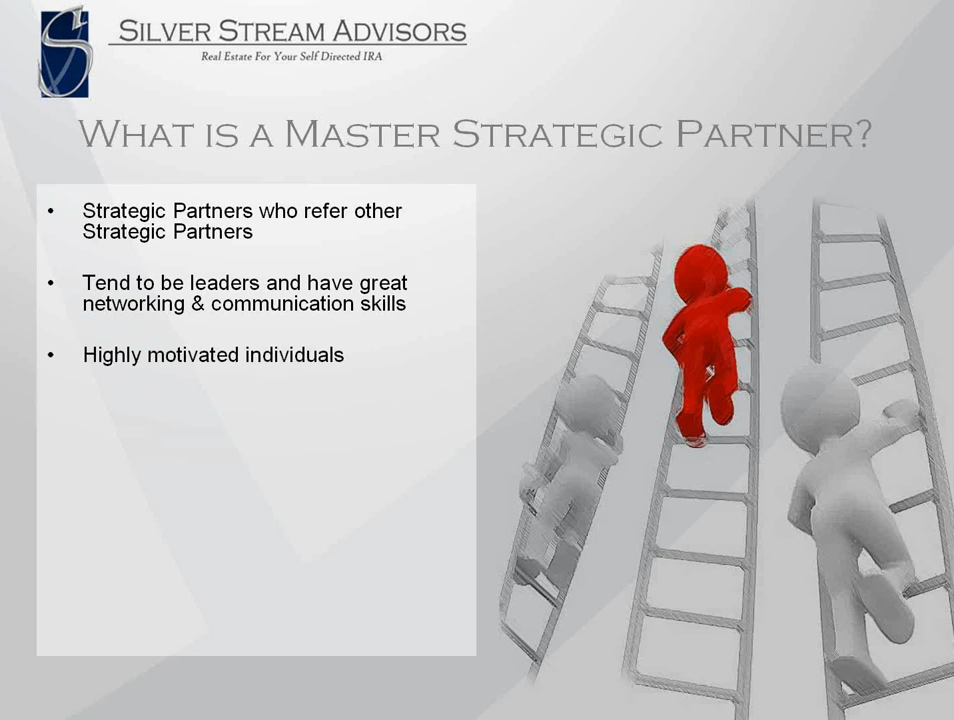 SILVER STREAM ADVISORS
Real Estate For Your Self Directed IRA
WHAT IS A MASTER STRATEGIC PARTNER?
• Strategic Partners who refer other
Strategic Partners
• Tend to be leaders and have great
networking & communication skills
• Highly motivated individuals